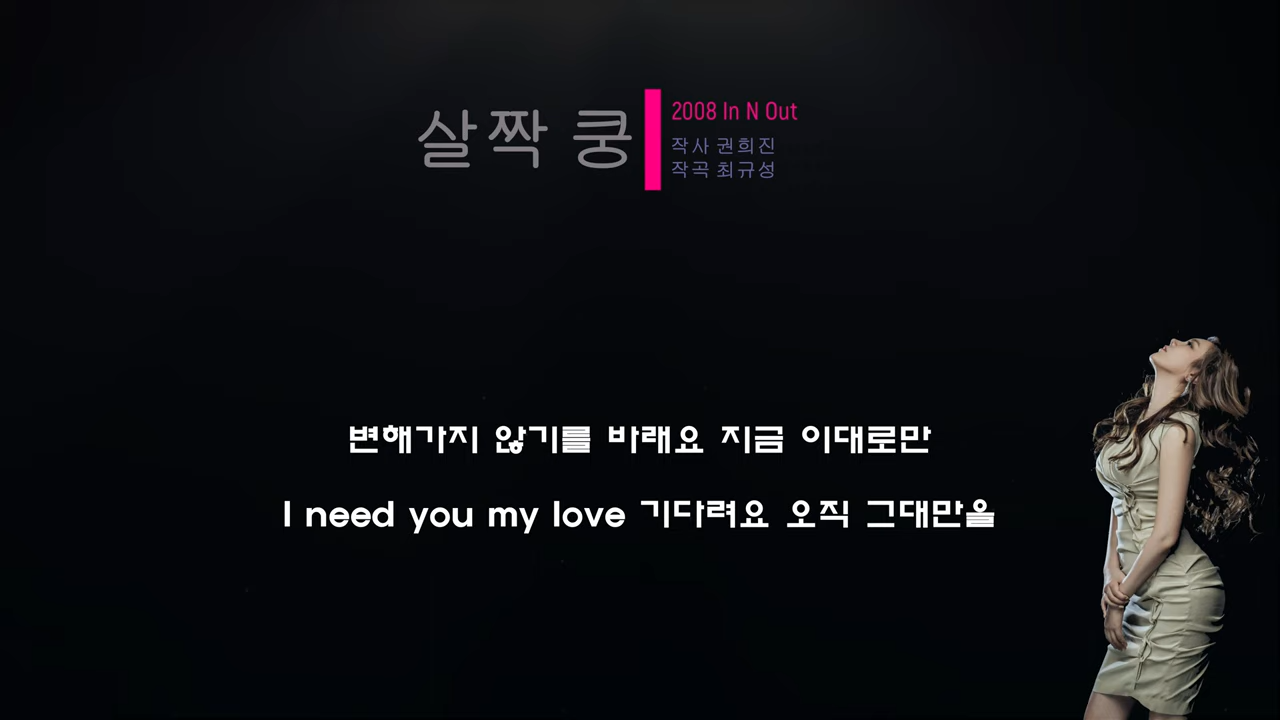 살짝 쿵
2008 In N Out
작사 권희진
작곡 최규성
변해가지 않기를 바래요 지금 이대로만
I need you my love 기다려요 오직 그대만을